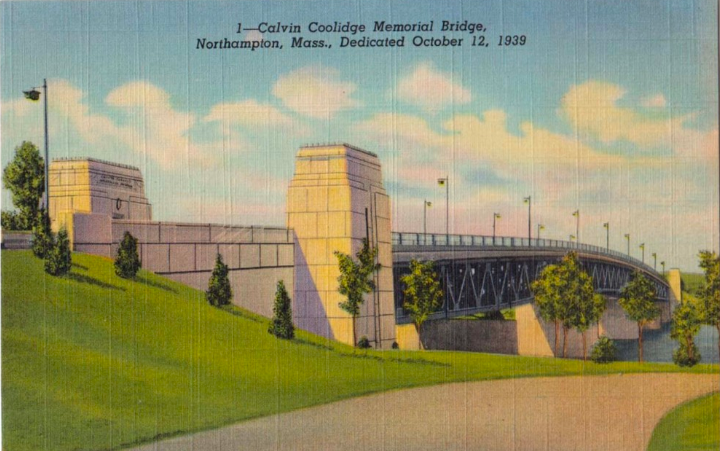 1—Calvin Coolidge Memorial Bridge,
Northampton, Mass., Dedicated October 12, 1939